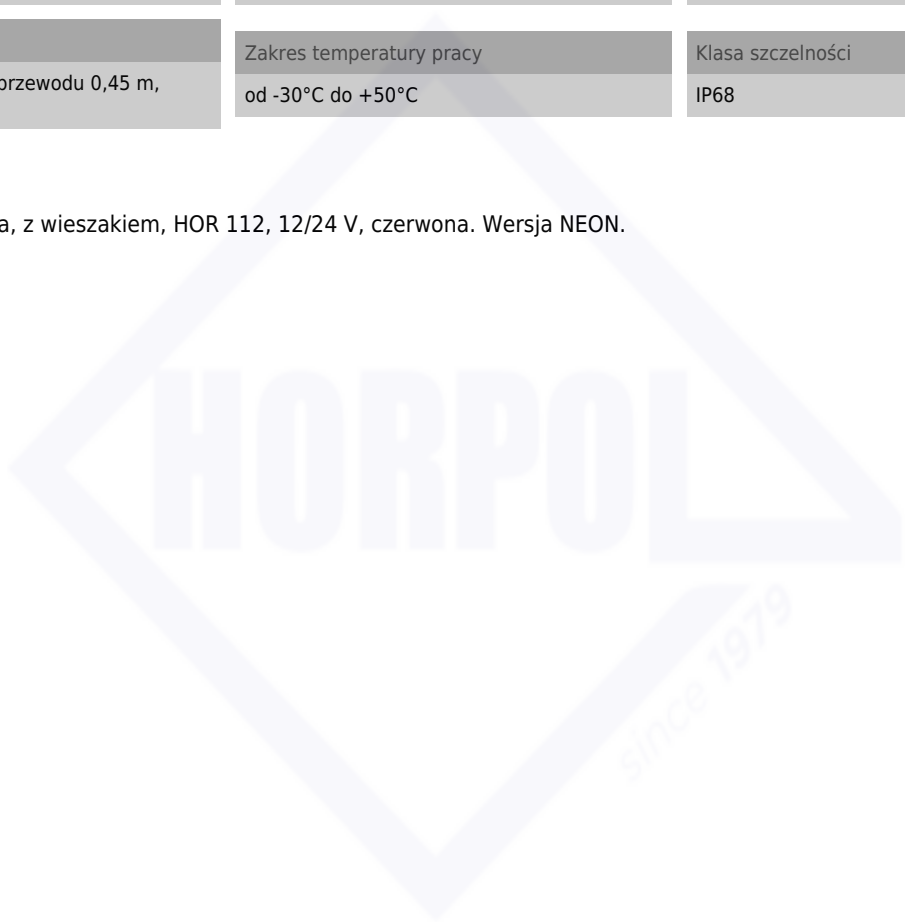 przewodu 0,45 m,
Zakres temperatury pracy
od -30°C do +50°C
Klasa szczelności
IP68
a, z wieszakiem, HOR 112, 12/24 V, czerwona. Wersja NEON.
HORPOL
since 1979